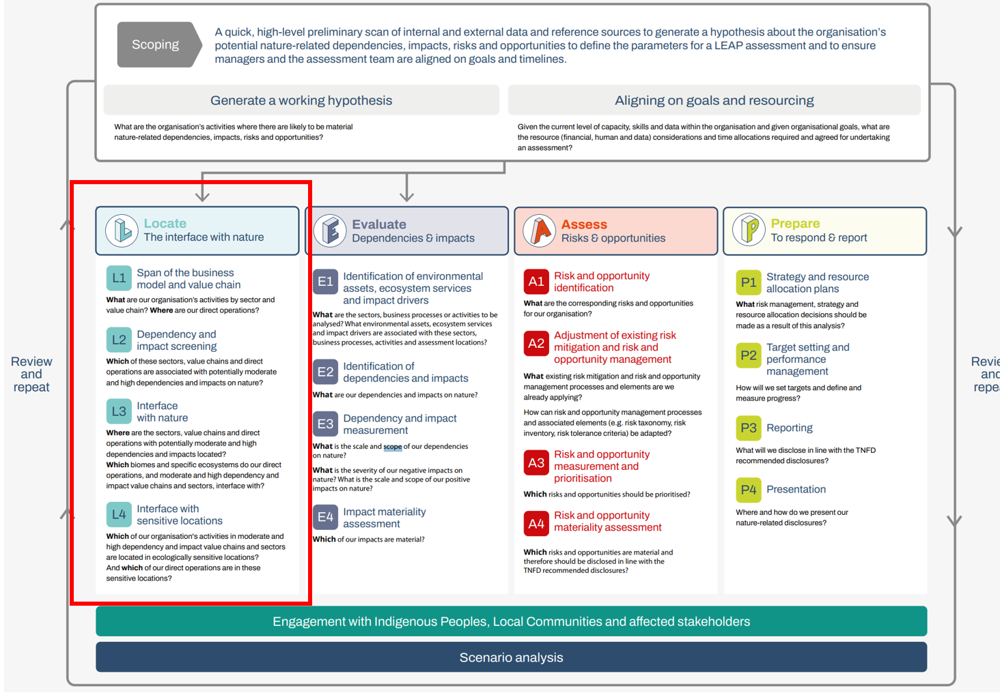 Scoping
A quick, high-level preliminary scan of internal and external data and reference sources to generate a hypothesis about the organisation's
potential nature-related dependencies, impacts, risks and opportunities to define the parameters for a LEAP assessment and to ensure
managers and the assessment team are aligned on goals and timelines.
Generate a working hypothesis
What are the organisation's activities where there are likely to be material
nature-related dependencies, impacts, risks and opportunities?
Aligning on goals and resourcing
Given the current level of capacity, skills and data within the organisation and given organisational goals, what are
the resource (financial, human and data) considerations and time allocations required and agreed for undertaking
an assessment?
Review
and
repeat
L
Locate
The interface with nature
L1
Span of the business
model and value chain
What are our organisation's activities by sector and
value chain? Where are our direct operations?
L2
Dependency and
impact screening
Which of these sectors, value chains and direct
operations are associated with potentially moderate
and high dependencies and impacts on nature?
L3
Interface
with nature
Where are the sectors, value chains and direct
operations with potentially moderate and high
dependencies and impacts located?
Which biomes and specific ecosystems do our direct
operations, and moderate and high dependency and
impact value chains and sectors, interface with?
L4
Interface with
sensitive locations
Which of our organisation's activities in moderate and
high dependency and impact value chains and sectors
are located in ecologically sensitive locations?
And which of our direct operations are in these
sensitive locations?
E
Evaluate
Dependencies & impacts
E1
Identification of environmental
assets, ecosystem services
and impact drivers
What are the sectors, business processes or activities to be
analysed? What environmental assets, ecosystem services
and impact drivers are associated with these sectors,
business processes, activities and assessment locations?
E2
Identification of
dependencies and impacts
What are our dependencies and impacts on nature?
E3
Dependency and impact
measurement
What is the scale and scope of our dependencies
on nature?
What is the severity of our negative impacts on
nature? What is the scale and scope of our positive
impacts on nature?
E4
Impact materiality
assessment
Which of our impacts are material?
A
Assess
Risks & opportunities
A1
Risk and opportunity
identification
What are the corresponding risks and opportunities
for our organisation?
A2
Adjustment of existing risk
mitigation and risk and
opportunity management
What existing risk mitigation and risk and opportunity
management processes and elements are we
already applying?
How can risk and opportunity management processes
and associated elements (e.g. risk taxonomy, risk
inventory, risk tolerance criteria) be adapted?
A3
Risk and opportunity
measurement and
prioritisation
Which risks and opportunities should be prioritised?
A4
Risk and opportunity
materiality assessment
Which risks and opportunities are material and
therefore should be disclosed in line with the
TNFD recommended disclosures?
P
Prepare
To respond & report
P1
Strategy and resource
allocation plans
What risk management, strategy and
resource allocation decisions should be
made as a result of this analysis?
P2
Target setting and
performance
management
How will we set targets and define and
measure progress?
P3
Reporting
What will we disclose in line with the TNFD
recommended disclosures?
P4
Presentation
Where and how do we present our
nature-related disclosures?
Revie
and
repea
Engagement with Indigenous Peoples, Local Communities and affected stakeholders
Scenario analysis